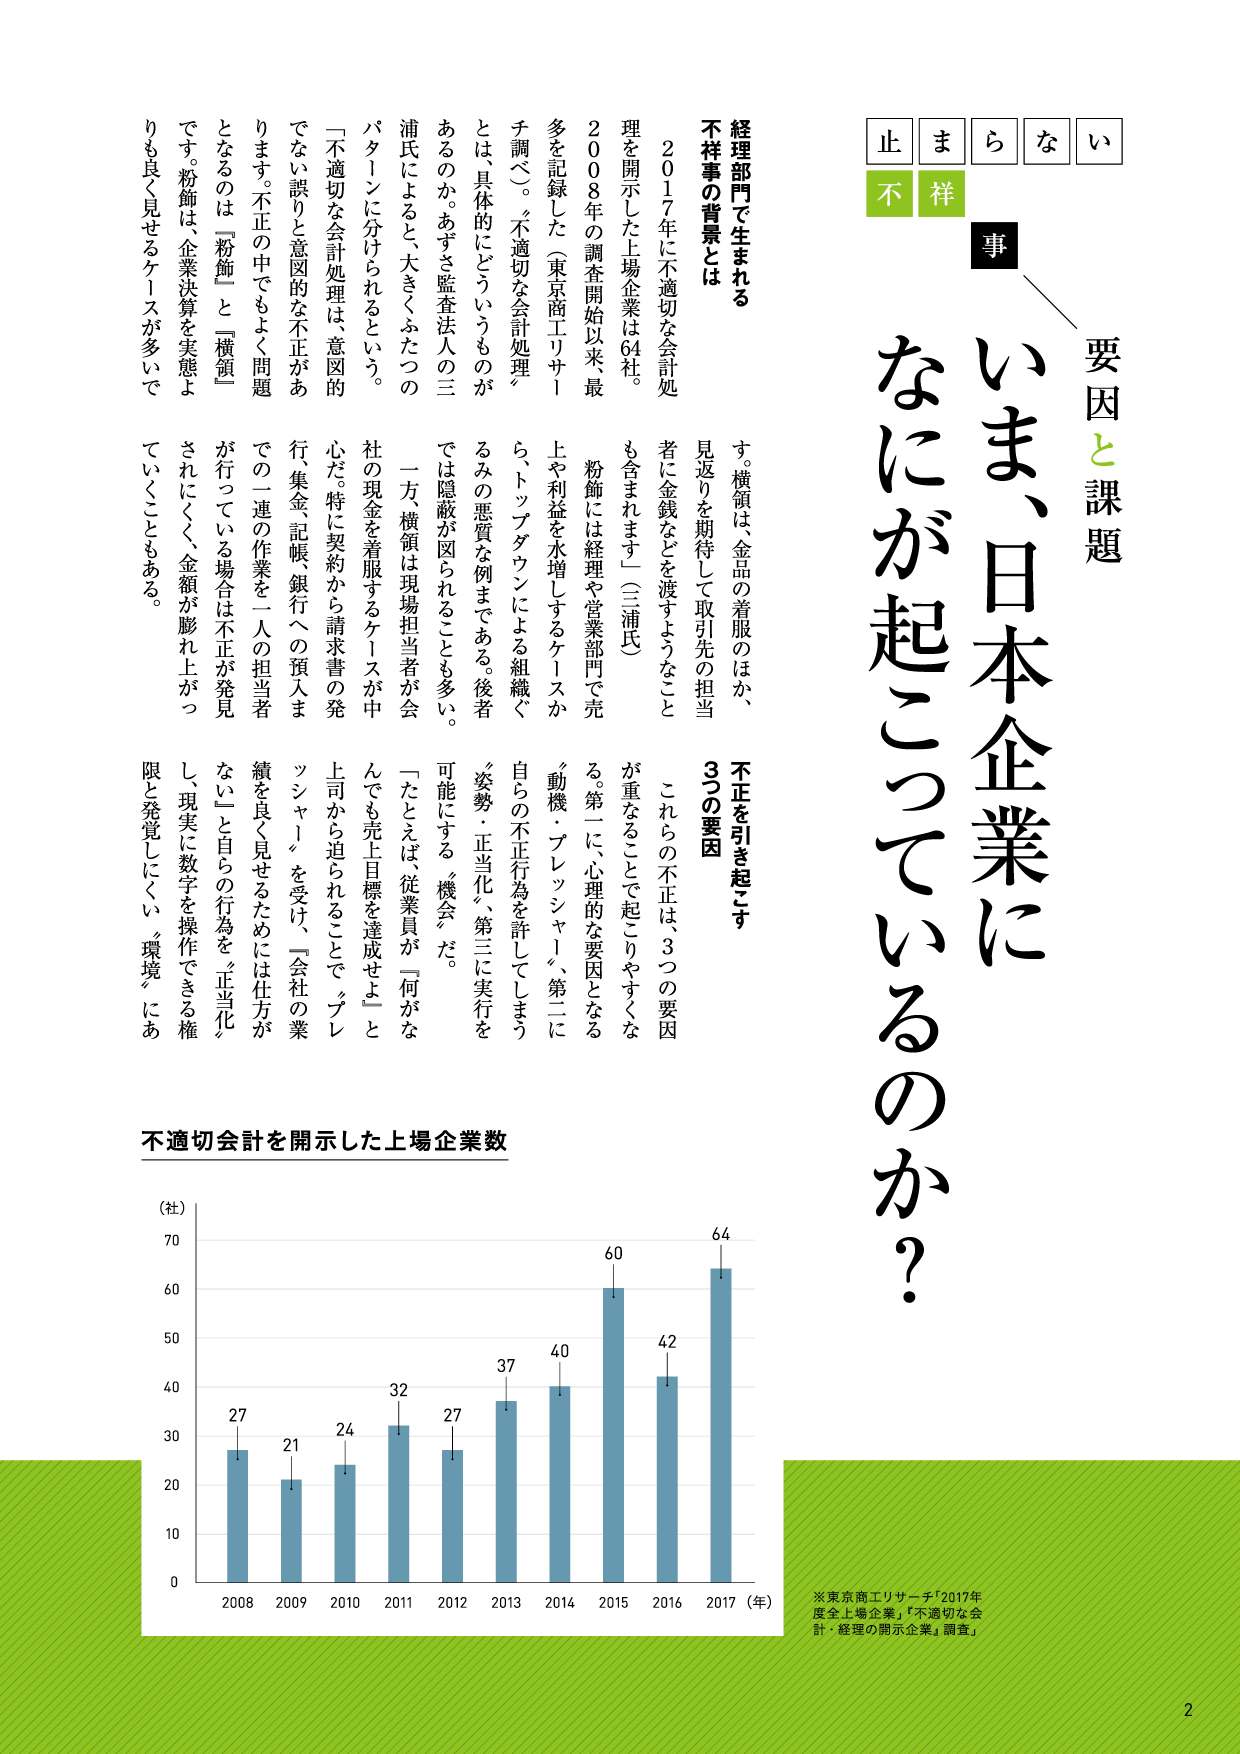 止まらない
不祥
事
要因と課題
いま、日本企業に
なにが起こっているのか？
経理部門で生まれる
不祥事の背景とは
２０１７年に不適切な会計処
理を開示した上場企業は64社。
２００８年の調査開始以来、最
多を記録した（東京商工リサー
チ調べ）。〝不適切な会計処理〟
とは、具体的にどういうものが
あるのか。あずさ監査法人の三
浦氏によると、大きくふたつの
パターンに分けられるという。
「不適切な会計処理は、意図的
でない誤りと意図的な不正があ
ります。不正の中でもよく問題
となるのは『粉飾』と『横領』
です。粉飾は、企業決算を実態よ
りも良く見せるケースが多いで
す。横領は、金品の着服のほか、
見返りを期待して取引先の担当
者に金銭などを渡すようなこと
も含まれます」（三浦氏）
粉飾には経理や営業部門で売
上や利益を水増しするケースか
ら、トップダウンによる組織ぐ
るみの悪質な例まである。後者
では隠蔽が図られることも多い。
一方、横領は現場担当者が会
社の現金を着服するケースが中
心だ。特に契約から請求書の発
行、集金、記帳、銀行への預入ま
での一連の作業を一人の担当者
が行っている場合は不正が発見
されにくく、金額が膨れ上がっ
ていくこともある。
不正を引き起こす
３つの要因
これらの不正は、３つの要因
が重なることで起こりやすくな
る。第一に、心理的な要因となる
〝動機・プレッシャー〟、第二に
自らの不正行為を許してしまう
〝姿勢・正当化〟、第三に実行を
可能にする〝機会〟だ。
「たとえば、従業員が『何がな
んでも売上目標を達成せよ』と
上司から迫られることで〝プレ
ッシャー〟を受け、『会社の業
績を良く見せるためには仕方が
ない』と自らの行為を〝正当化〟
し、現実に数字を操作できる権
限と発覚しにくい〝環境〟にあ
不適切会計を開示した上場企業数
（社）
70
60
50
40
30
20
10
0
27
21
24
32
27
37
40
60
42
64
2008 2009 2010 2011 2012 2013 2014 2015 2016 2017（年）
※東京商工リサーチ「2017年
度全上場企業」『不適切な会
計・経理の開示企業』調査」
2